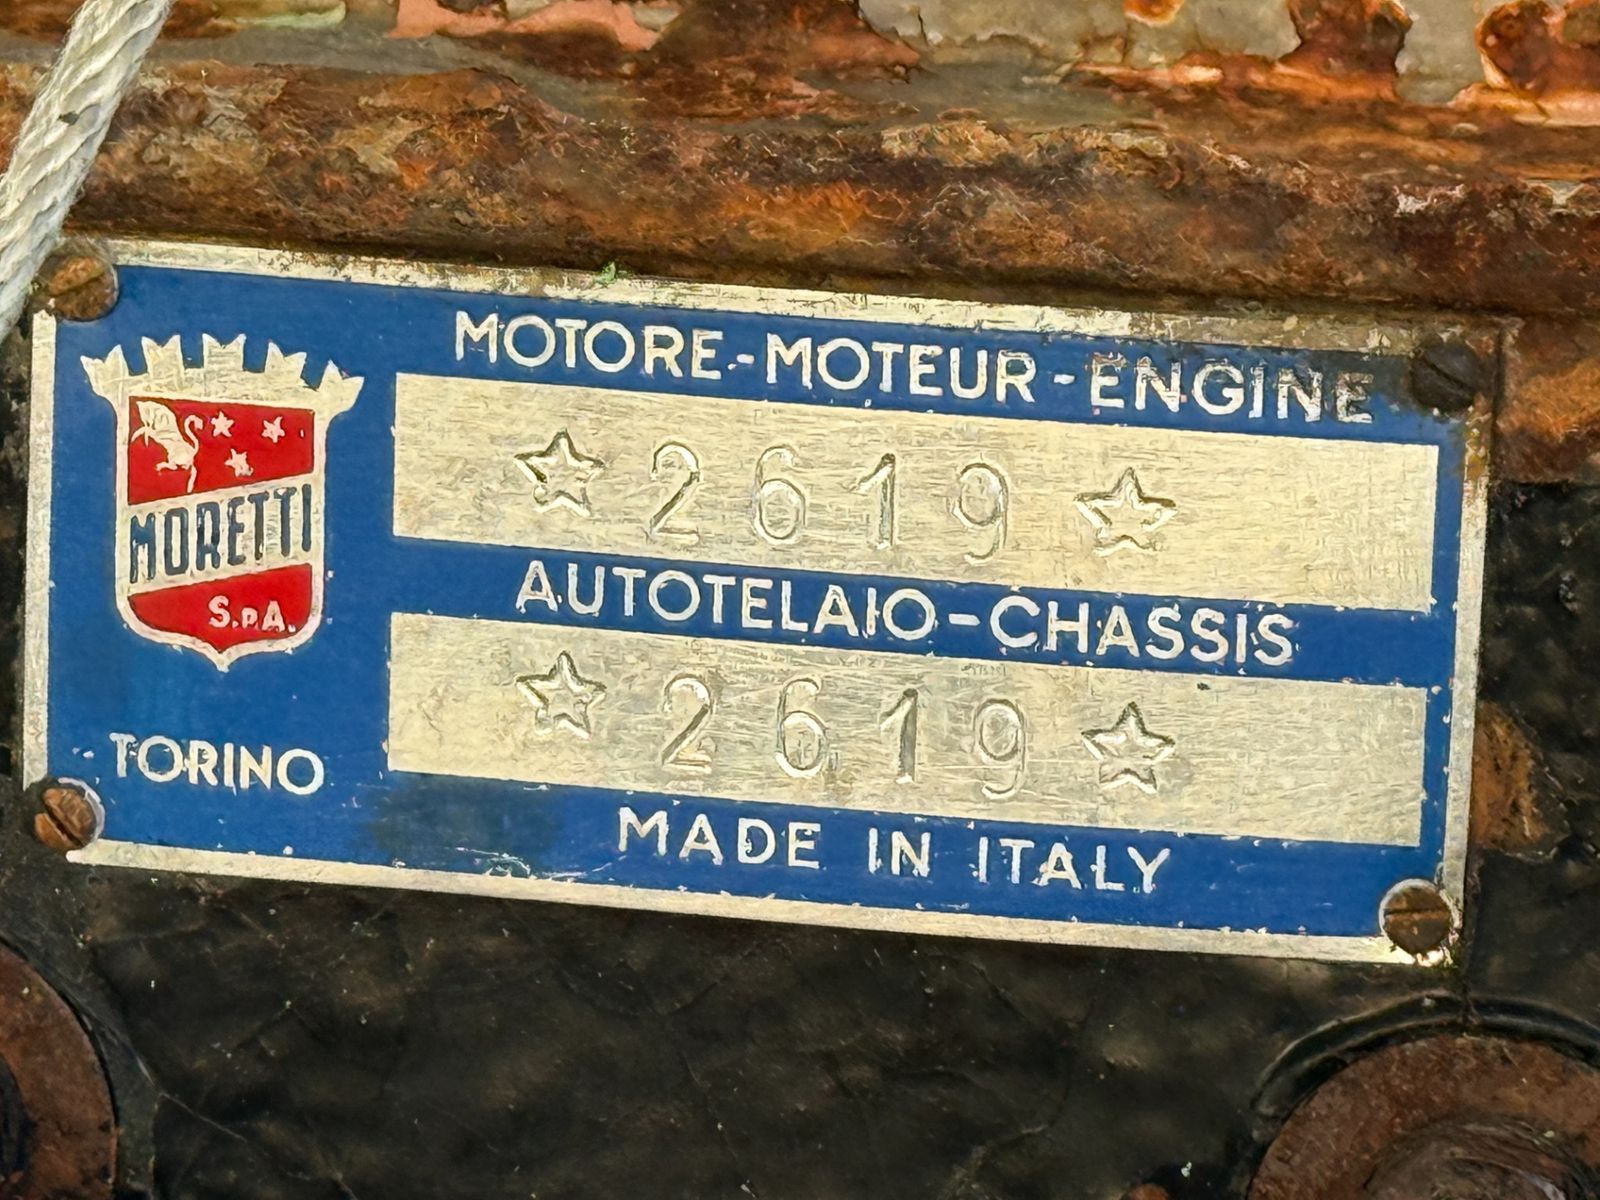 MOTORE-MOTEUR-ENGINE
☆ 2619 ☆
MORETTI
S.p.A.
AUTOTELAIO-CHASSIS
☆ 2619 ☆
TORINO
MADE IN ITALY